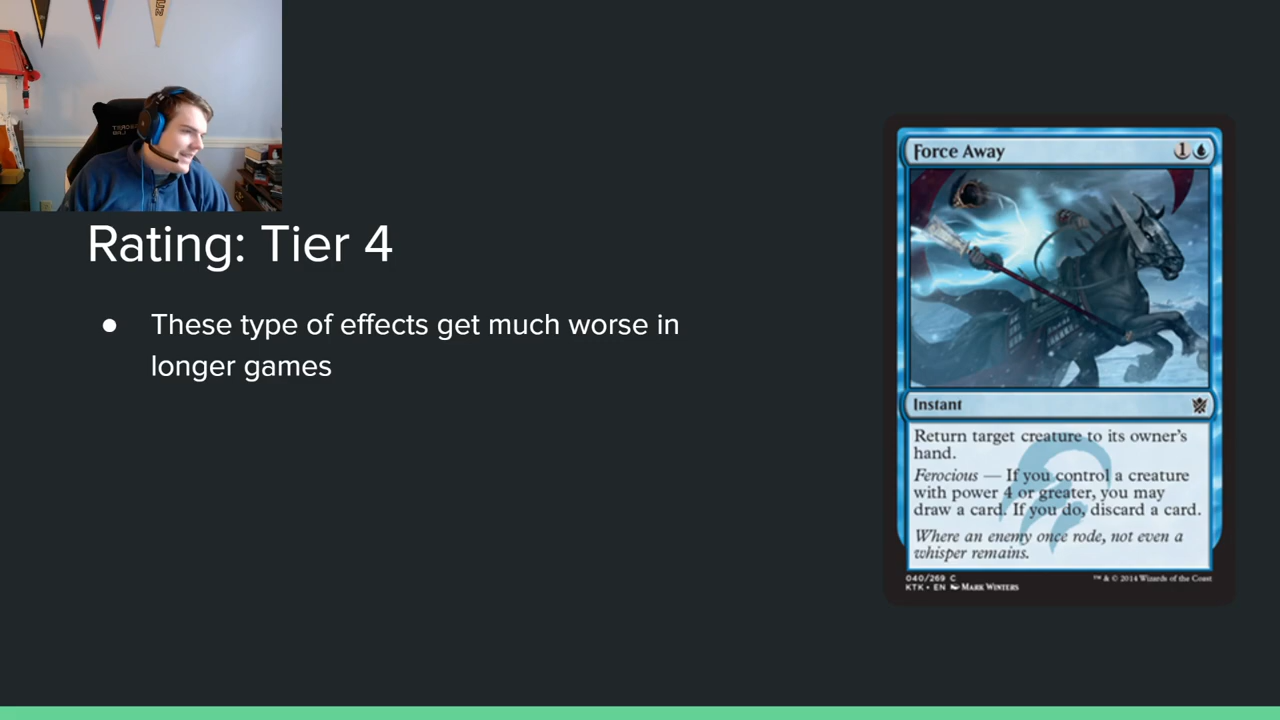 Rating: Tier 4
● These type of effects get much worse in
longer games
Force Away
1
Instant
Return target creature to its owner's
hand.
Ferocious — If you control a creature
with power 4 or greater, you may
draw a card. If you do, discard a card.
Where an enemy once rode, not even a
whisper remains.
040/269 C
KTK • EN Mark Winters
™ & © 2014 Wizards of the Coast